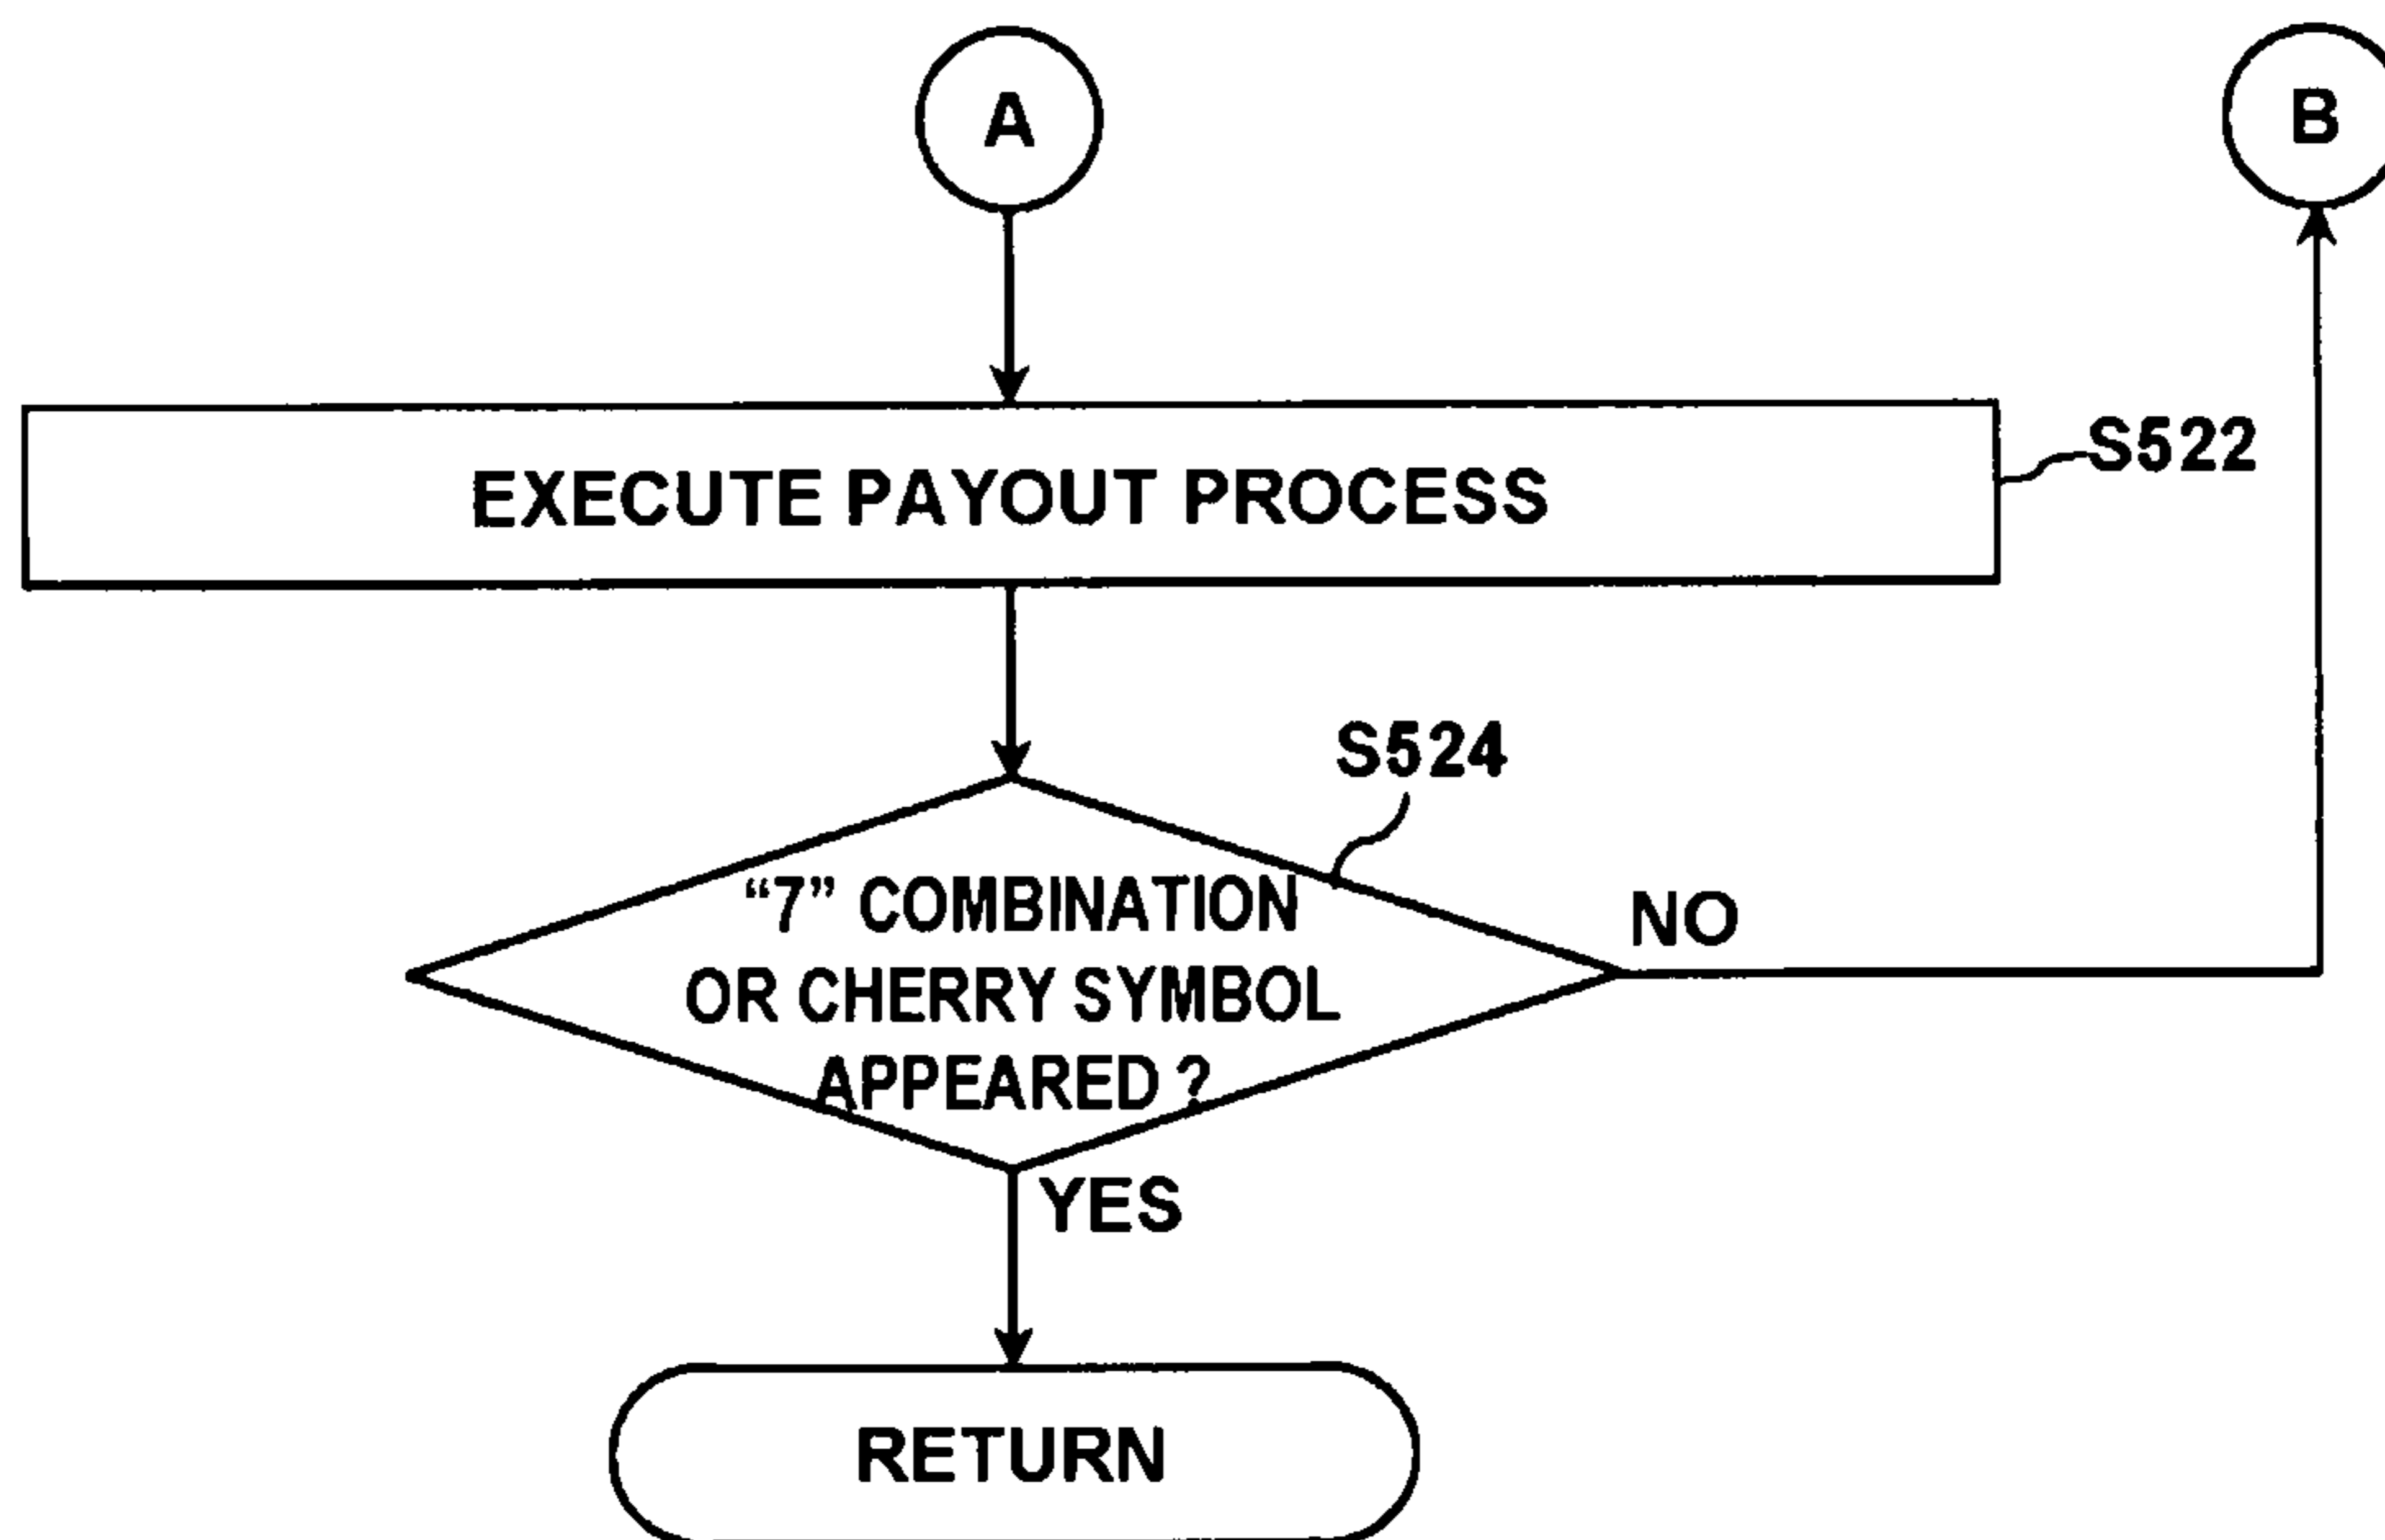 A
B
EXECUTE PAYOUT PROCESS
S522
S524
“7” COMBINATION
OR CHERRY SYMBOL
APPEARED ?
NO
YES
RETURN